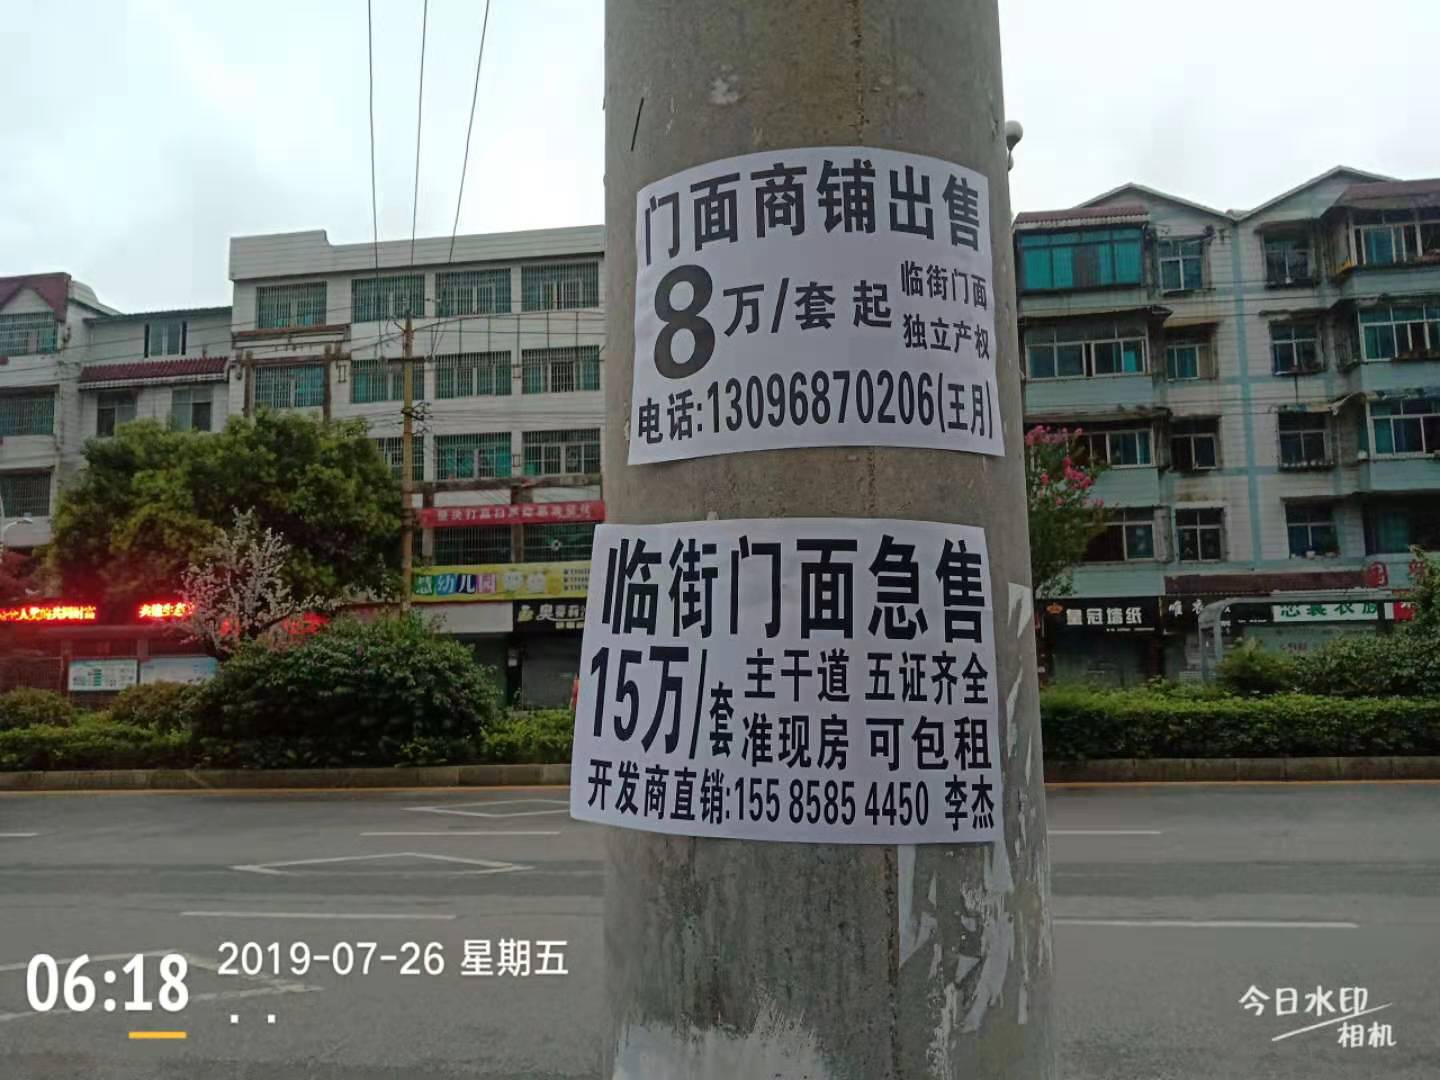 门面商铺出售
8万/套 起
临街门面
独立产权
电话:13096870206(王月)
临街门面急售
15万/套
主干道 五证齐全
准现房 可包租
开发商直销:155 8585 4450 李杰
幼儿园
皇冠墙纸
06:18
2019-07-26 星期五
今日水印
相机